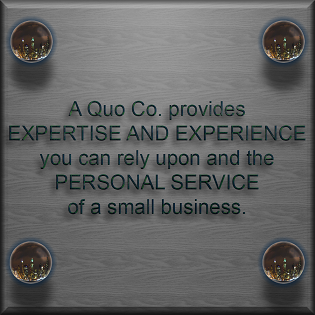 A Quo Co. provides
EXPERTISE AND EXPERIENCE
you can rely upon and the
PERSONAL SERVICE
of a small business.